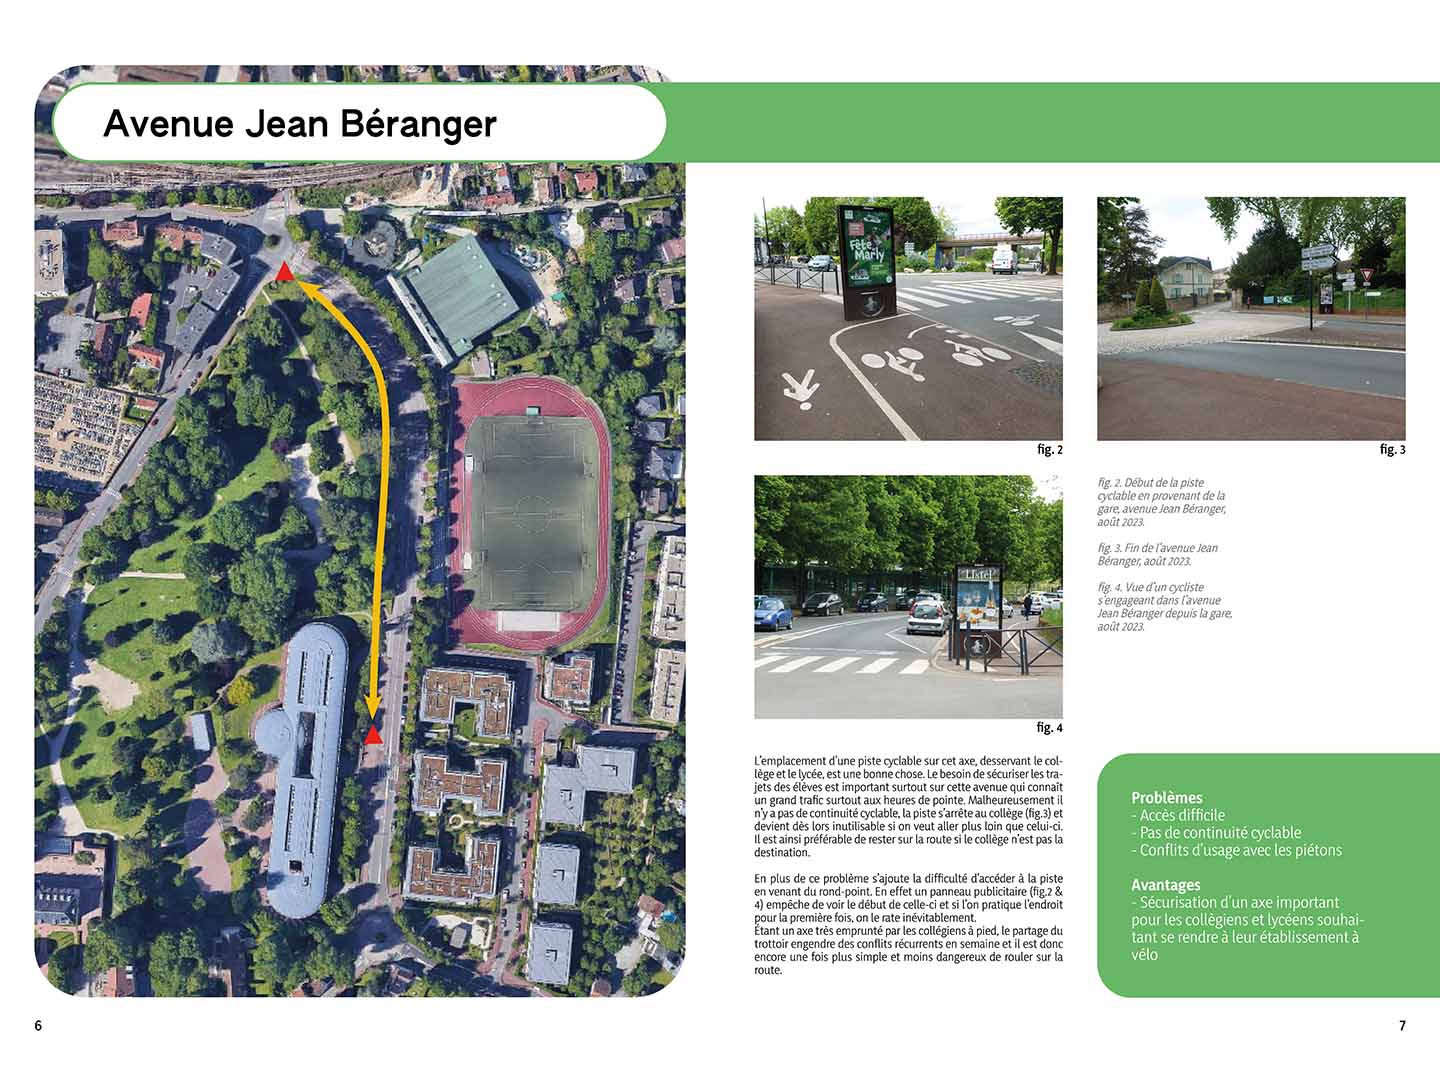 Avenue Jean Béranger
Fête
Marly
fig. 2
fig. 3
Listel
fig. 4
fig. 2. Début de la piste
cyclable en provenant de la
gare, avenue Jean Béranger,
août 2023.
fig. 3. Fin de l'avenue Jean
Béranger, août 2023.
fig. 4. Vue d'un cycliste
s'engageant dans l'avenue
Jean Béranger depuis la gare,
août 2023.
L'emplacement d'une piste cyclable sur cet axe, desservant le col-
lège et le lycée, est une bonne chose. Le besoin de sécuriser les tra-
jets des élèves est important surtout sur cette avenue qui connaît
un grand trafic surtout aux heures de pointe. Malheureusement il
n'y a pas de continuité cyclable, la piste s'arrête au collège (fig.3) et
devient dès lors inutilisable si on veut aller plus loin que celui-ci.
Il est ainsi préférable de rester sur la route si le collège n'est pas la
destination.
En plus de ce problème s'ajoute la difficulté d'accéder à la piste
en venant du rond-point. En effet un panneau publicitaire (fig.2 &
4) empêche de voir le début de celle-ci et si l'on pratique l'endroit
pour la première fois, on le rate inévitablement.
Étant un axe très emprunté par les collégiens à pied, le partage du
trottoir engendre des conflits récurrents en semaine et il est donc
encore une fois plus simple et moins dangereux de rouler sur la
route.
Problèmes
- Accès difficile
- Pas de continuité cyclable
- Conflits d'usage avec les piétons
Avantages
- Sécurisation d'un axe important
pour les collègiens et lycéens souhai-
tant se rendre à leur établissement à
vélo
6
7